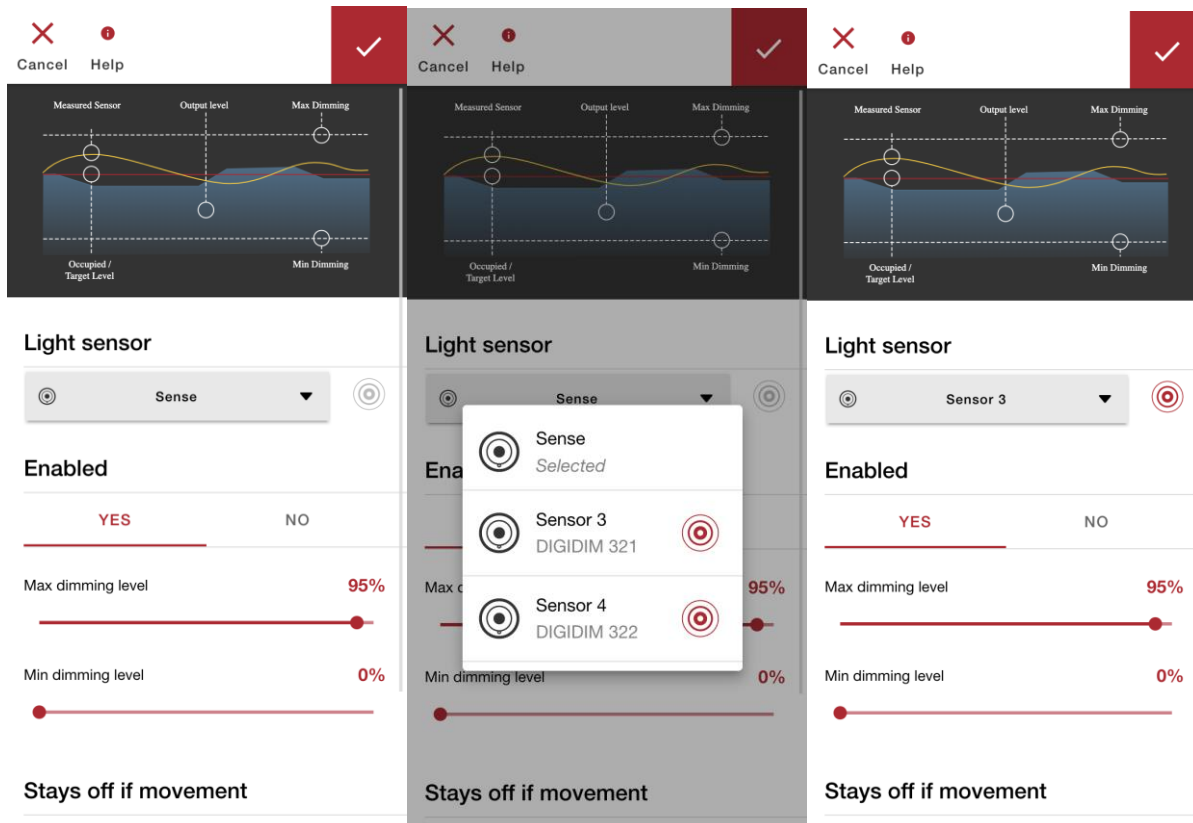 Cancel Help
Measured Sensor Output level Max Dimming
Occupied /
Target Level
Min Dimming
Light sensor
Sense
Enabled
YES NO
Max dimming level 95%
Min dimming level 0%
Stays off if movement
Cancel Help
Measured Sensor Output level Max Dimming
Occupied /
Target Level
Min Dimming
Light sensor
Sense
Sense
Selected
Ena
Sensor 3
DIGIDIM 321
Max d
95%
Sensor 4
DIGIDIM 322
Min dimming level 0%
Stays off if movement
Cancel Help
Measured Sensor Output level Max Dimming
Occupied /
Target Level
Min Dimming
Light sensor
Sensor 3
Enabled
YES NO
Max dimming level 95%
Min dimming level 0%
Stays off if movement